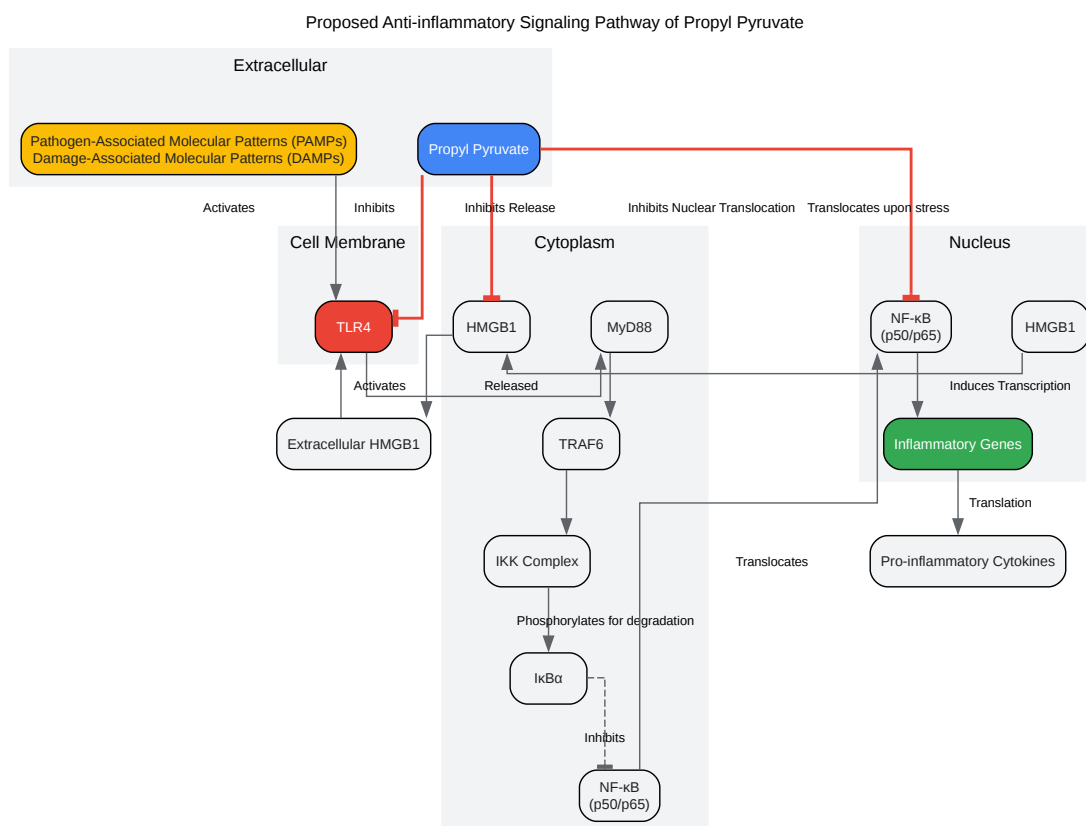 Proposed Anti-inflammatory Signaling Pathway of Propyl Pyruvate
Extracellular
Pathogen-Associated Molecular Patterns (PAMPs)
Damage-Associated Molecular Patterns (DAMPs)
Propyl Pyruvate
Activates
Inhibits
Inhibits Release
Inhibits Nuclear Translocation
Translocates upon stress
Cell Membrane
Cytoplasm
Nucleus
TLR4
HMGB1
MyD88
NF-κB
(p50/p65)
HMGB1
Activates
Released
Induces Transcription
Extracellular HMGB1
TRAF6
Inflammatory Genes
Translation
IKK Complex
Translocates
Pro-inflammatory Cytokines
Phosphorylates for degradation
IκBα
Inhibits
NF-κB
(p50/p65)